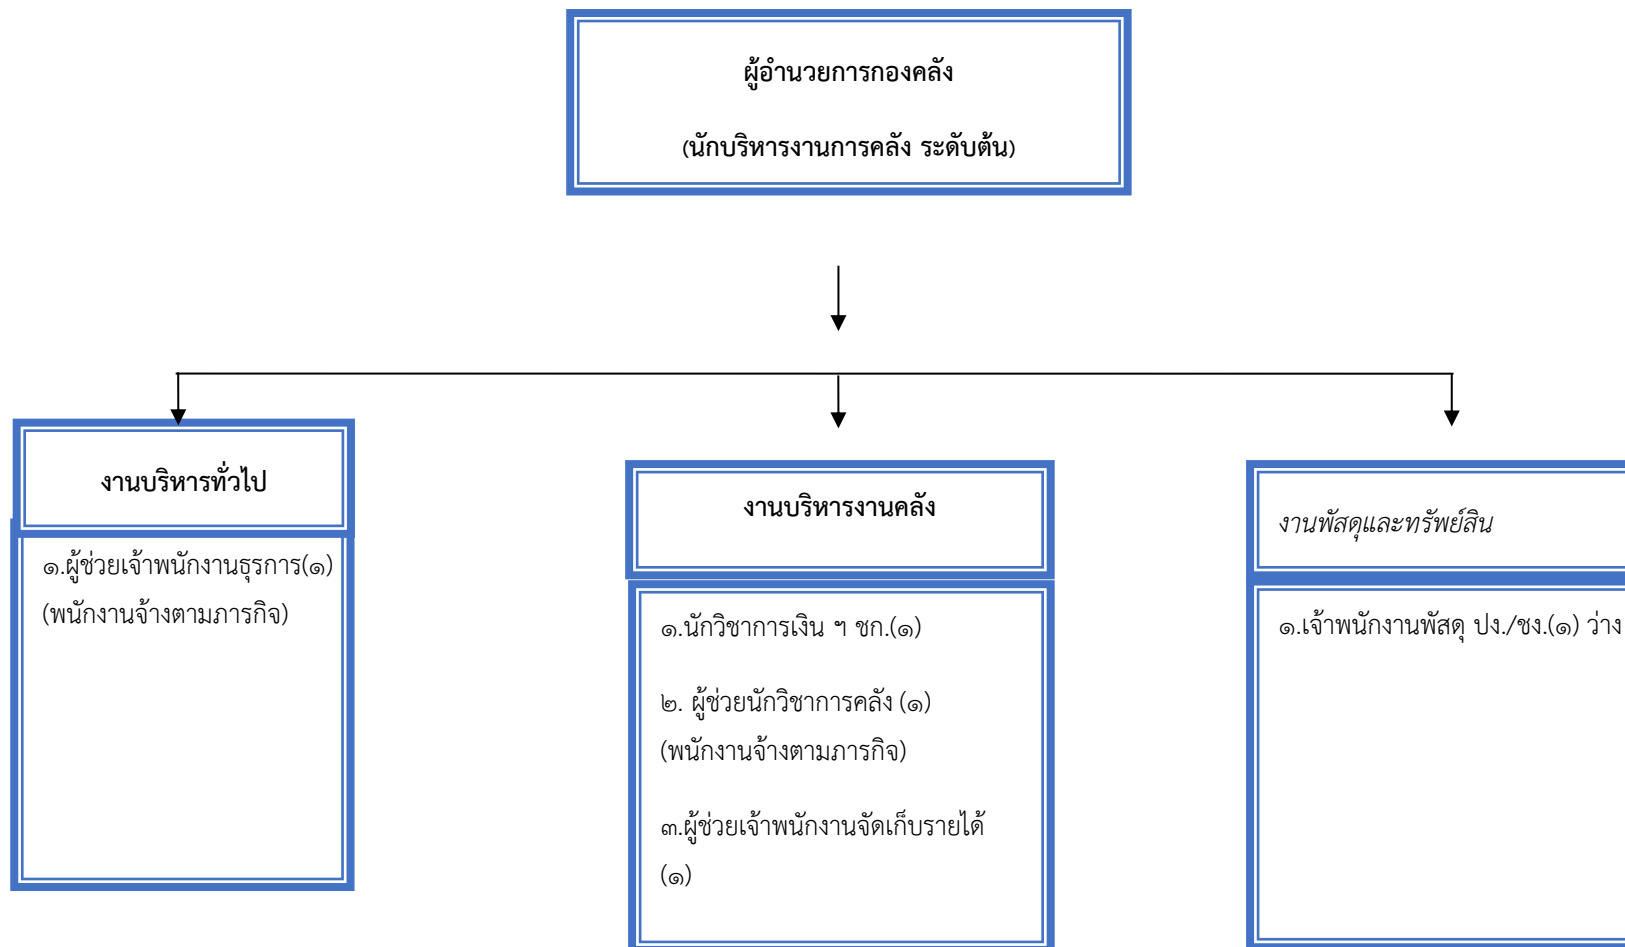 ผู้อำนวยการกองคลัง
(นักบริหารงานการคลัง ระดับต้น)
งานบริหารทั่วไป
๑.ผู้ช่วยเจ้าพนักงานธุรการ(๑)
(พนักงานจ้างตามภารกิจ)
งานบริหารงานคลัง
๑.นักวิชาการเงิน ฯ ชก.(๑)
๒. ผู้ช่วยนักวิชาการคลัง (๑)
(พนักงานจ้างตามภารกิจ)
๓.ผู้ช่วยเจ้าพนักงานจัดเก็บรายได้
(๑)
งานพัสดุและทรัพย์สิน
๑.เจ้าพนักงานพัสดุ ปง./ชง.(๑) ว่าง